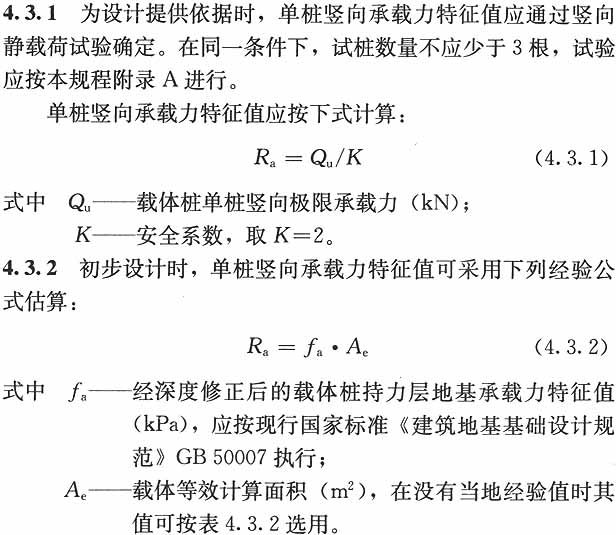 4.3.1 为设计提供依据时，单桩竖向承载力特征值应通过竖向
静载荷试验确定。在同一条件下，试桩数量不应少于 3 根，试验
应按本规程附录 A 进行。
单桩竖向承载力特征值应按下式计算：
Rₐ = Qᵤ/K （4.3.1）
式中 Qᵤ——载体桩单桩竖向极限承载力（kN）；
K——安全系数，取 K=2。
4.3.2 初步设计时，单桩竖向承载力特征值可采用下列经验公
式估算：
Rₐ = fₐ • Aₑ （4.3.2）
式中 fₐ——经深度修正后的载体桩持力层地基承载力特征值
（kPa），应按现行国家标准《建筑地基基础设计规
范》GB 50007 执行；
Aₑ——载体等效计算面积（m²），在没有当地经验值时其
值可按表 4.3.2 选用。